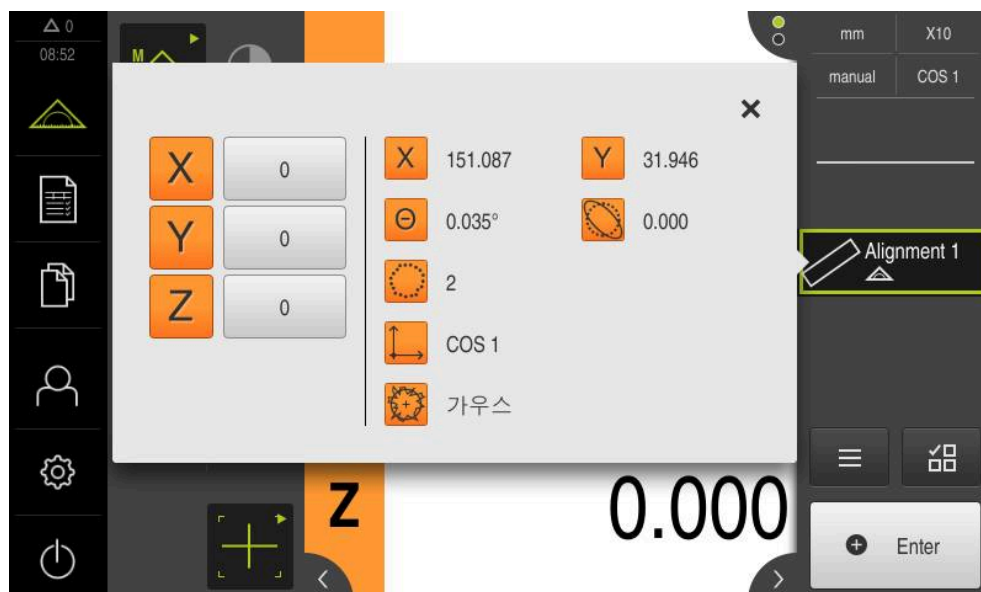 0
08:52
M
mm X10
manual COS 1
X 0
X 151.087 Y 31.946
Y 0
Θ 0.035° 0.000
Z 0
2
COS 1
가우스
Alignment 1
Z 0.000
Enter